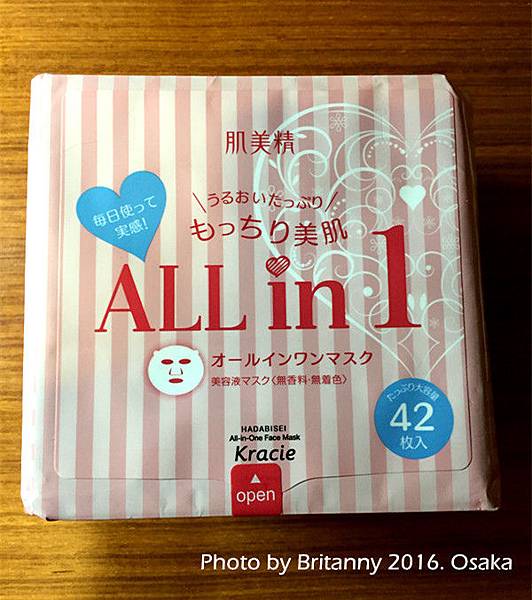 肌美精
毎日使って
実感!
\うるおいたっぷり/
もっちり美肌
ALL in 1
オールインワンマスク
美容液マスク〈無香料・無着色〉
たっぷり大容量
42
枚入
HADABISEI
All-in-One Face Mask
Kracie
open
Photo by Britanny 2016. Osaka